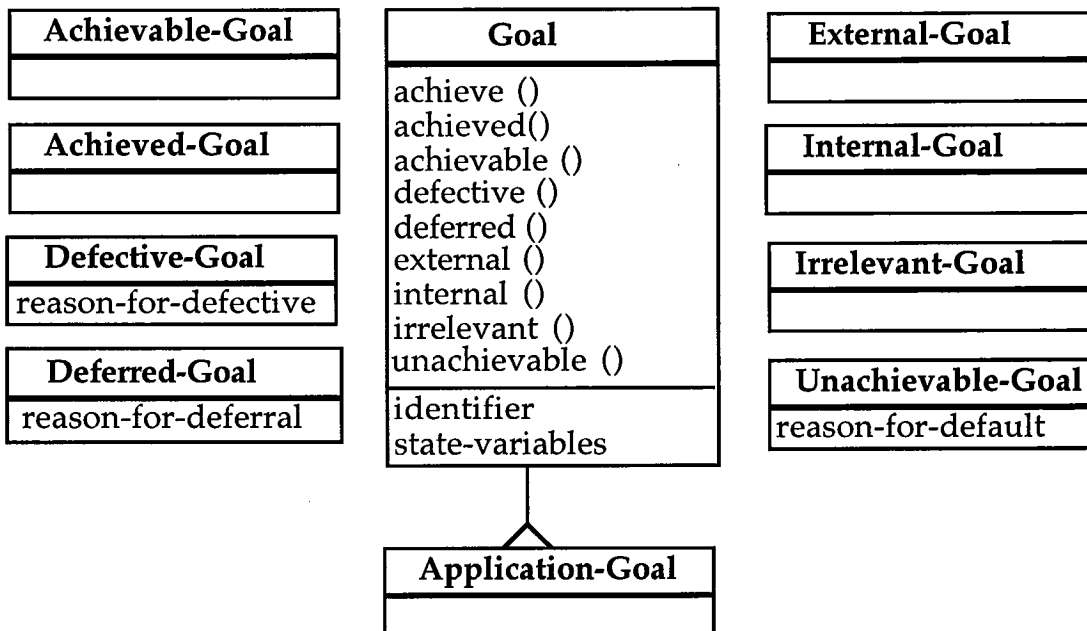 Achievable-Goal
Achieved-Goal
Defective-Goal
reason-for-defective
Deferred-Goal
reason-for-deferral
Goal
achieve ()
achieved()
achievable ()
defective ()
deferred ()
external ()
internal ()
irrelevant ()
unachievable ()
identifier
state-variables
Application-Goal
External-Goal
Internal-Goal
Irrelevant-Goal
Unachievable-Goal
reason-for-default